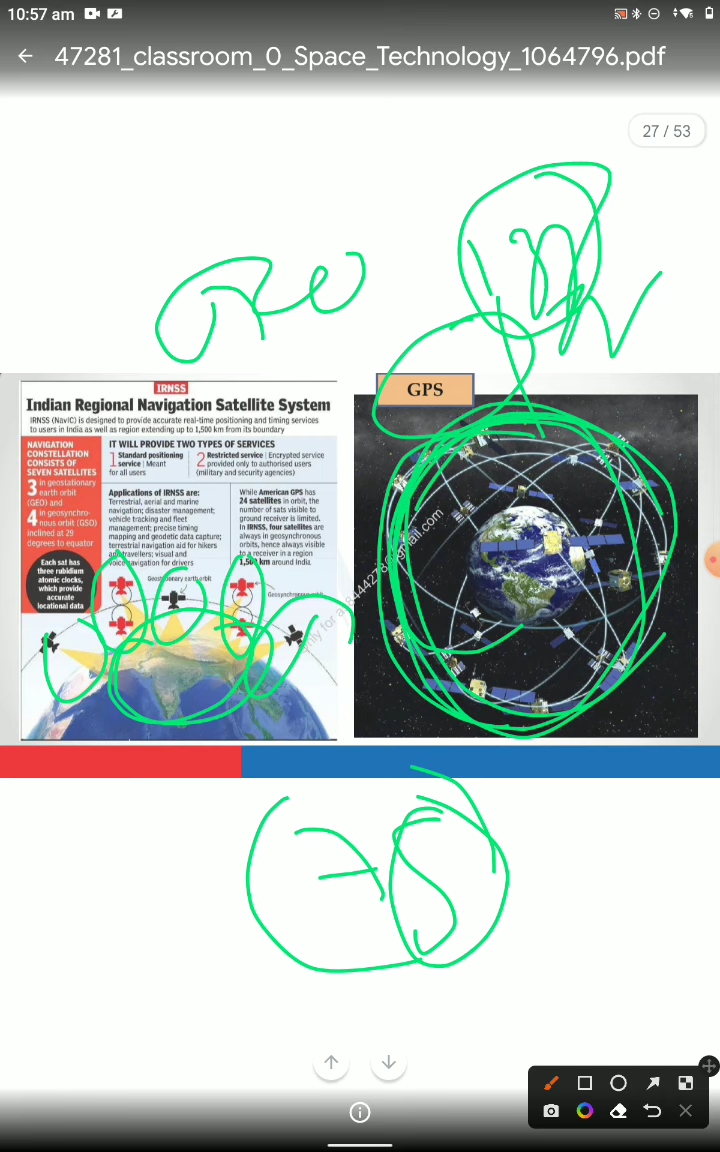 10:57 am
47281_classroom_0_Space_Technology_1064796.pdf
27 / 53
Geo
IRNSS
Indian Regional Navigation Satellite System
IRNSS (NavIC) is designed to provide accurate real-time positioning and timing services
to users in India as well as region extending up to 1,500 km from its boundary
NAVIGATION
CONSTELLATION
CONSISTS OF
SEVEN SATELLITES
3 in geostationary
earth orbit
(GEO) and
4 in geosynchro-
nous orbit (GSO)
inclined at 29
degrees to equator
Each sat has
three rubidium
atomic clocks,
which provide
accurate
locational data
IT WILL PROVIDE TWO TYPES OF SERVICES
1 Standard positioning
service | Meant
for all users
2 Restricted service | Encrypted service
provided only to authorised users
(military and security agencies)
Applications of IRNSS are:
Terrestrial, aerial and marine
navigation; disaster management;
vehicle tracking and fleet
management; precise timing
mapping and geodetic data capture;
terrestrial navigation aid for hikers
and travellers; visual and
voice navigation for drivers
While American GPS has
24 satellites in orbit, the
number of sats visible to
ground receiver is limited.
In IRNSS, four satellites are
always in geosynchronous
orbits, hence always visible
to a receiver in a region
1,500 km around India.
Geostationary earth orbit
GPS
7
S